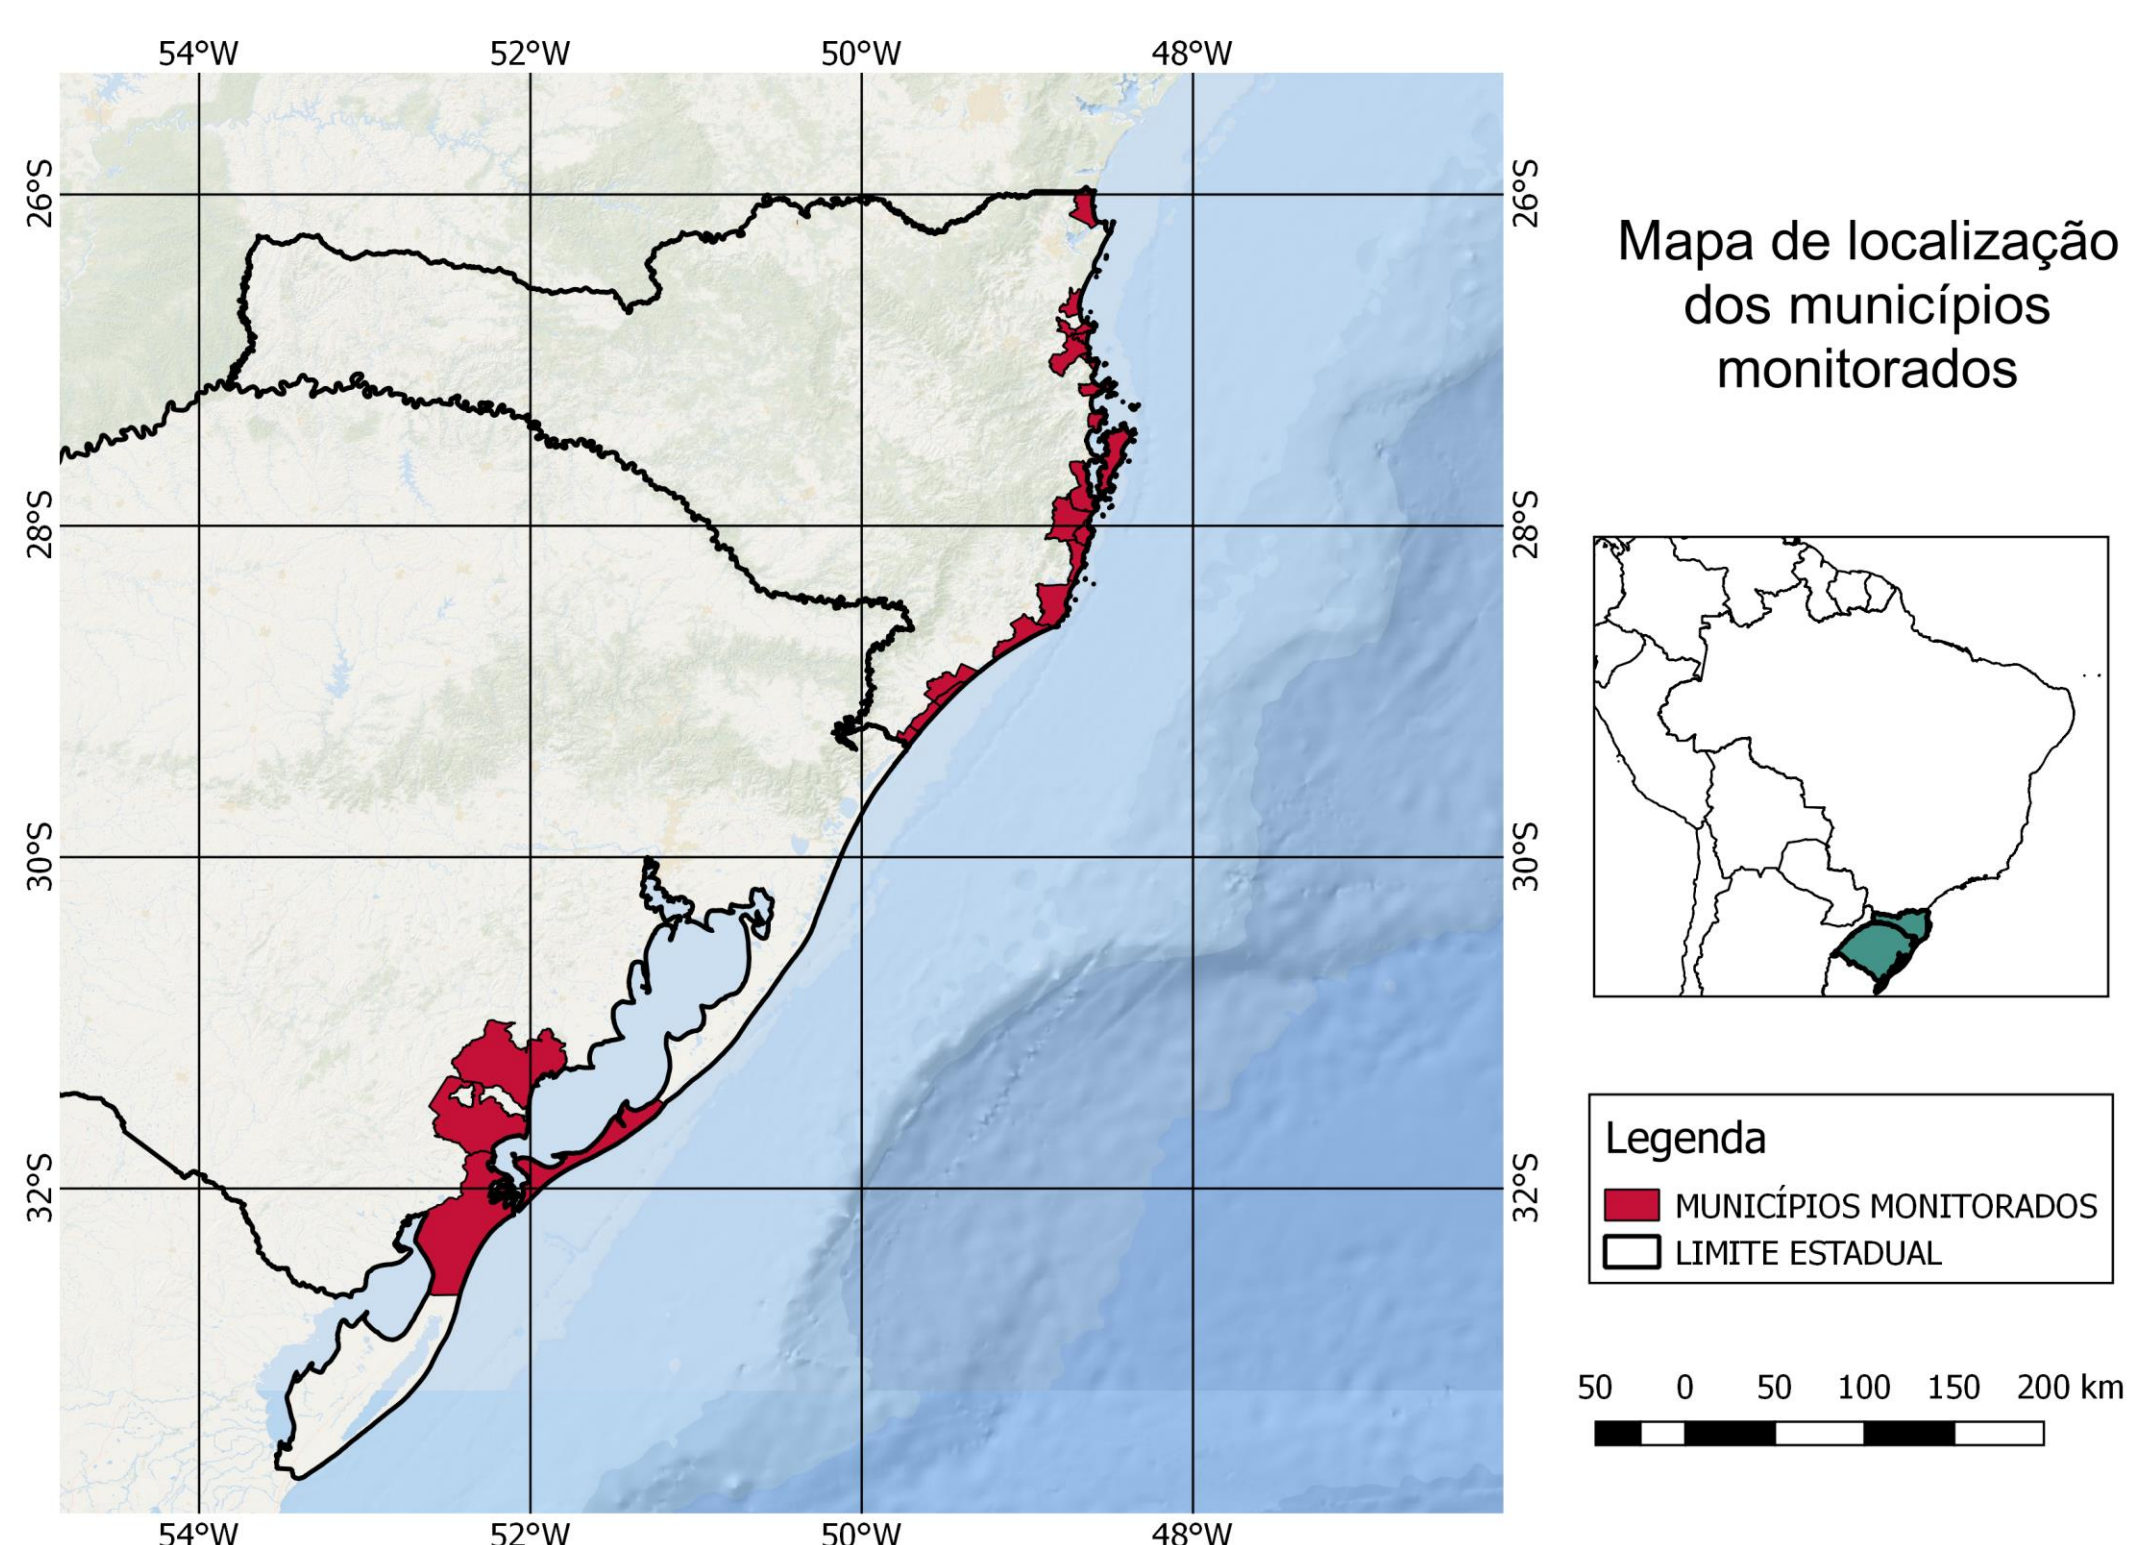 54°W 52°W 50°W 48°W
26°S 26°S
Mapa de localização
dos municípios
monitorados
28°S 28°S
30°S 30°S
Legenda
32°S 32°S
MUNICÍPIOS MONITORADOS
LIMITE ESTADUAL
50 0 50 100 150 200 km
54°W 52°W 50°W 48°W